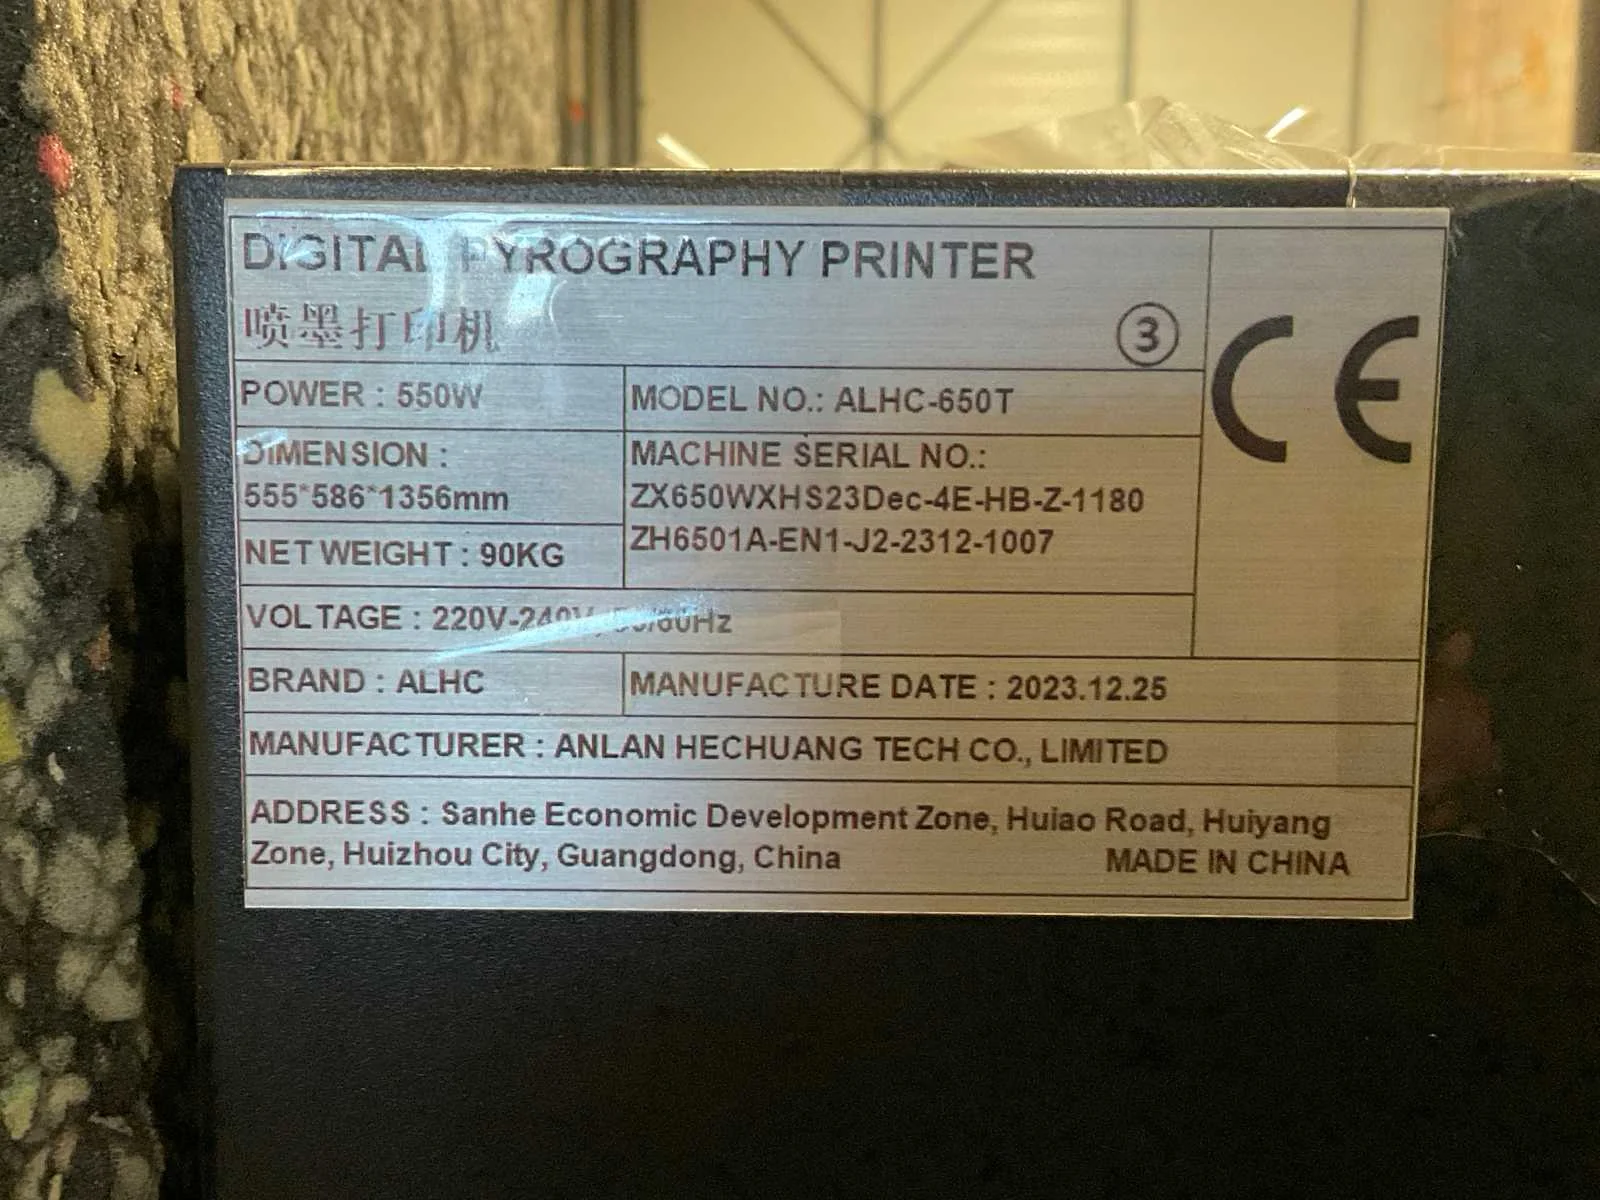 DIGITAL PYROGRAPHY PRINTER
喷墨打印机
③
CE
POWER : 550W
MODEL NO.: ALHC-650T
DIMENSION :
555*586*1356mm
MACHINE SERIAL NO.:
ZX650WXHS23Dec-4E-HB-Z-1180
ZH6501A-EN1-J2-2312-1007
NET WEIGHT : 90KG
VOLTAGE : 220V-240V, 50/60Hz
BRAND : ALHC
MANUFACTURE DATE : 2023.12.25
MANUFACTURER : ANLAN HECHUANG TECH CO., LIMITED
ADDRESS : Sanhe Economic Development Zone, Huiao Road, Huiyang
Zone, Huizhou City, Guangdong, China
MADE IN CHINA